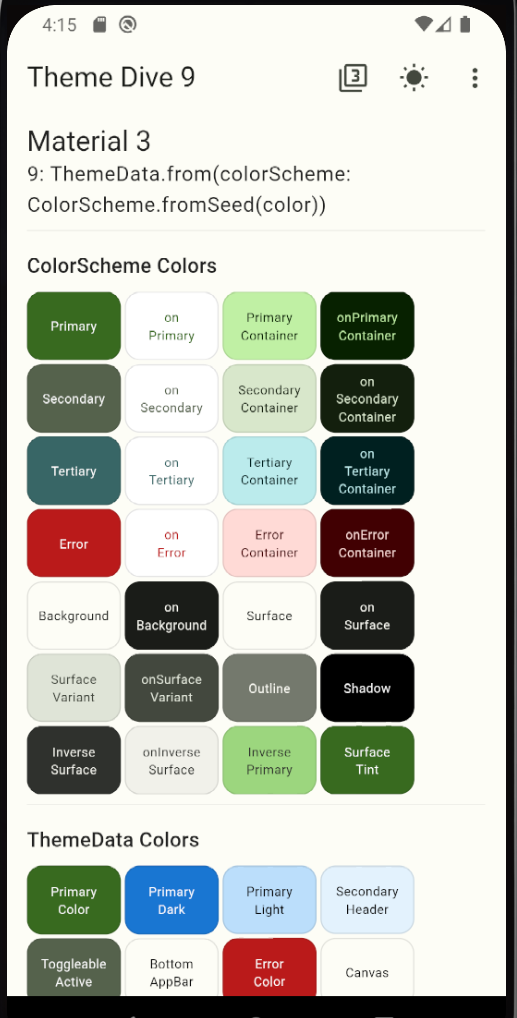 4:15
Theme Dive 9
3
Material 3
9: ThemeData.from(colorScheme:
ColorScheme.fromSeed(color))
ColorScheme Colors
Primary
on
Primary
Primary
Container
onPrimary
Container
Secondary
on
Secondary
Secondary
Container
on
Secondary
Container
Tertiary
on
Tertiary
Tertiary
Container
on
Tertiary
Container
Error
on
Error
Error
Container
onError
Container
Background
on
Background
Surface
on
Surface
Surface
Variant
onSurface
Variant
Outline
Shadow
Inverse
Surface
onInverse
Surface
Inverse
Primary
Surface
Tint
ThemeData Colors
Primary
Color
Primary
Dark
Primary
Light
Secondary
Header
Toggleable
Active
Bottom
AppBar
Error
Color
Canvas